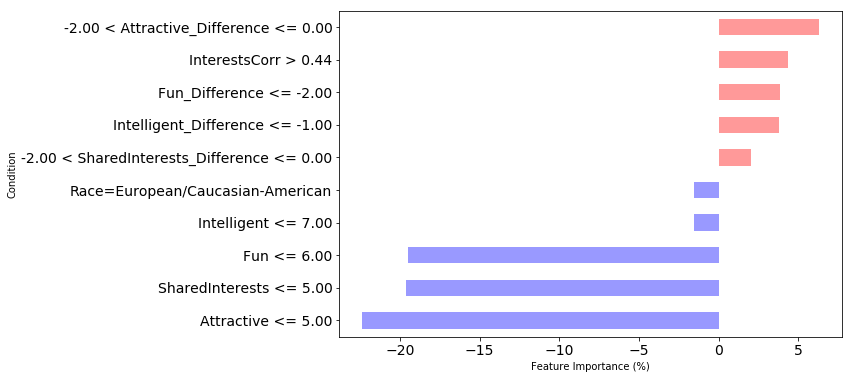 -2.00 < Attractive_Difference <= 0.00
InterestsCorr > 0.44
Fun_Difference <= -2.00
Intelligent_Difference <= -1.00
-2.00 < SharedInterests_Difference <= 0.00
Race=European/Caucasian-American
Intelligent <= 7.00
Fun <= 6.00
SharedInterests <= 5.00
Attractive <= 5.00
Condition
−20 −15 −10 −5 0 5
Feature Importance (%)